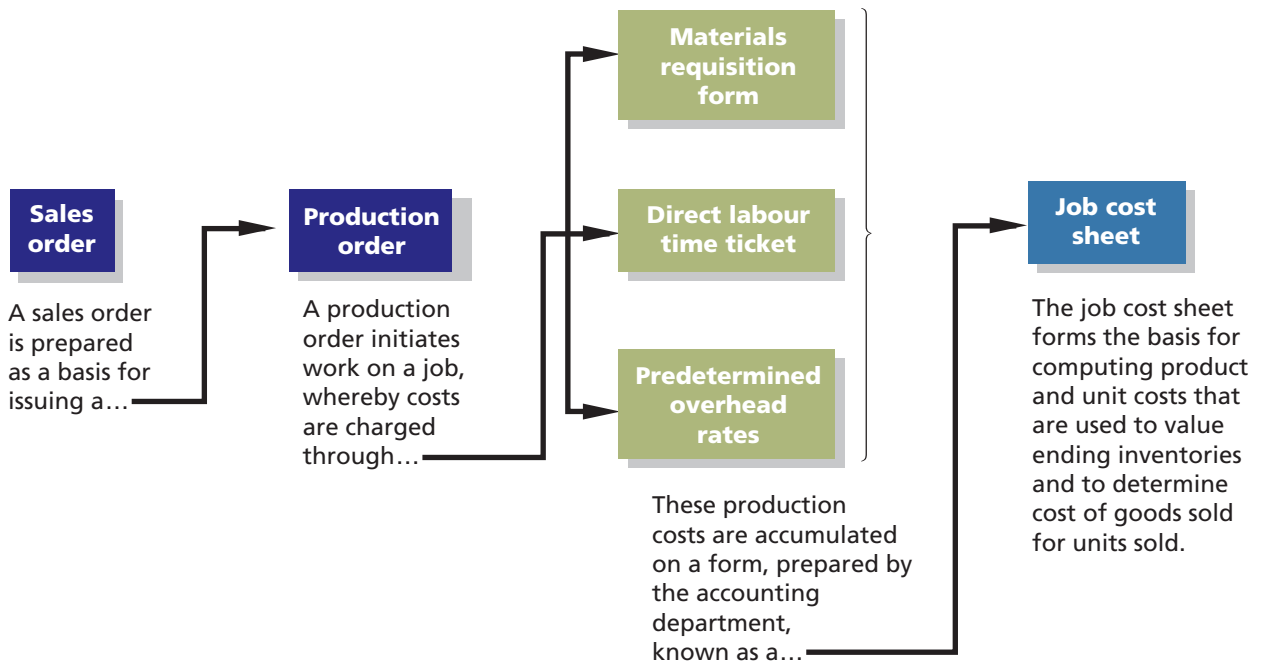 Sales
order
A sales order
is prepared
as a basis for
issuing a…
Production
order
A production
order initiates
work on a job,
whereby costs
are charged
through…
Materials
requisition
form
Direct labour
time ticket
Predetermined
overhead
rates
These production
costs are accumulated
on a form, prepared by
the accounting
department,
known as a…
Job cost
sheet
The job cost sheet
forms the basis for
computing product
and unit costs that
are used to value
ending inventories
and to determine
cost of goods sold
for units sold.